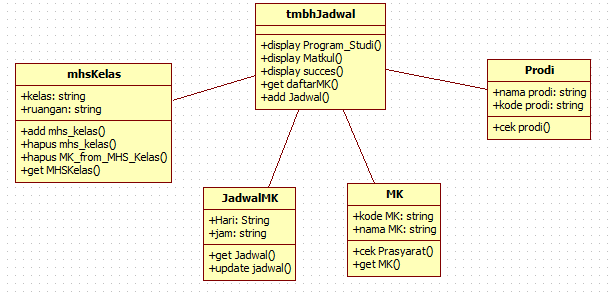 tmbhJadwal
+display Program_Studi()
+display Matkul()
+display succes()
+get daftarMK()
+add Jadwal()
mhsKelas
+kelas: string
+ruangan: string
+add mhs_kelas()
+hapus mhs_kelas()
+hapus MK_from_MHS_Kelas()
+get MHSKelas()
Prodi
+nama prodi: string
+kode prodi: string
+cek prodi()
JadwalMK
+Hari: String
+jam: string
+get Jadwal()
+update jadwal()
MK
+kode MK: string
+nama MK: string
+cek Prasyarat()
+get MK()